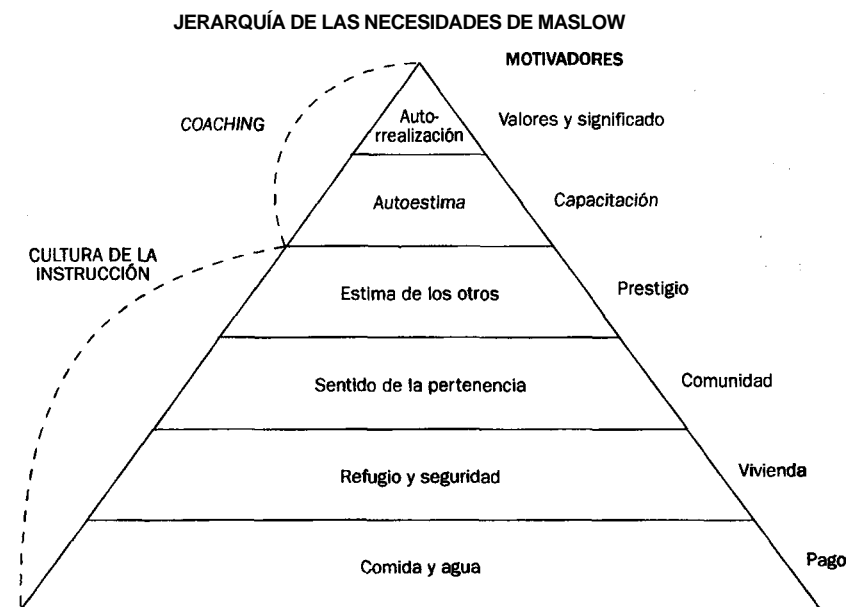 JERARQUÍA DE LAS NECESIDADES DE MASLOW
MOTIVADORES
COACHING
Auto-
rrealización
Valores y significado
Autoestima
Capacitación
CULTURA DE LA
INSTRUCCIÓN
Estima de los otros
Prestigio
Sentido de la pertenencia
Comunidad
Refugio y seguridad
Vivienda
Comida y agua
Pago